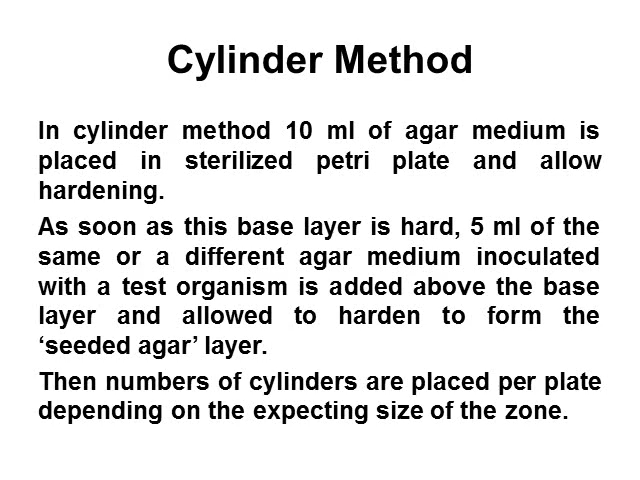 Cylinder Method
In cylinder method 10 ml of agar medium is
placed in sterilized petri plate and allow
hardening.
As soon as this base layer is hard, 5 ml of the
same or a different agar medium inoculated
with a test organism is added above the base
layer and allowed to harden to form the
‘seeded agar’ layer.
Then numbers of cylinders are placed per plate
depending on the expecting size of the zone.